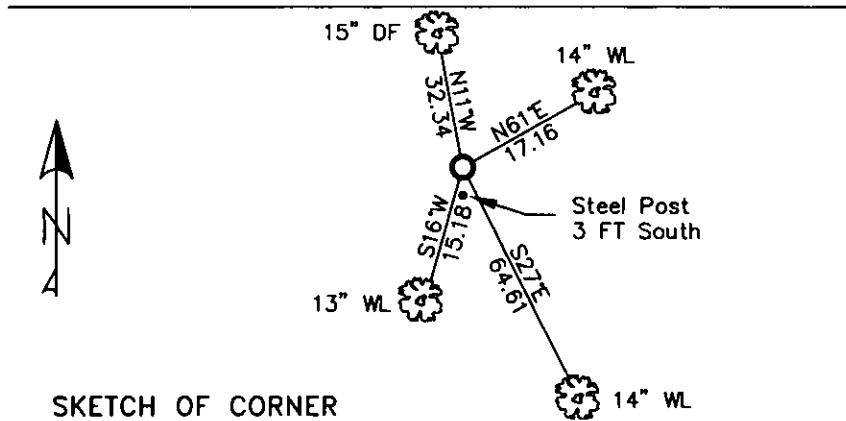 15" DF
14" WL
N11°W
32.34
N61°E
17.16
N
Steel Post
3 FT South
S16°W
15.18
S27°E
64.61
13" WL
14" WL
SKETCH OF CORNER